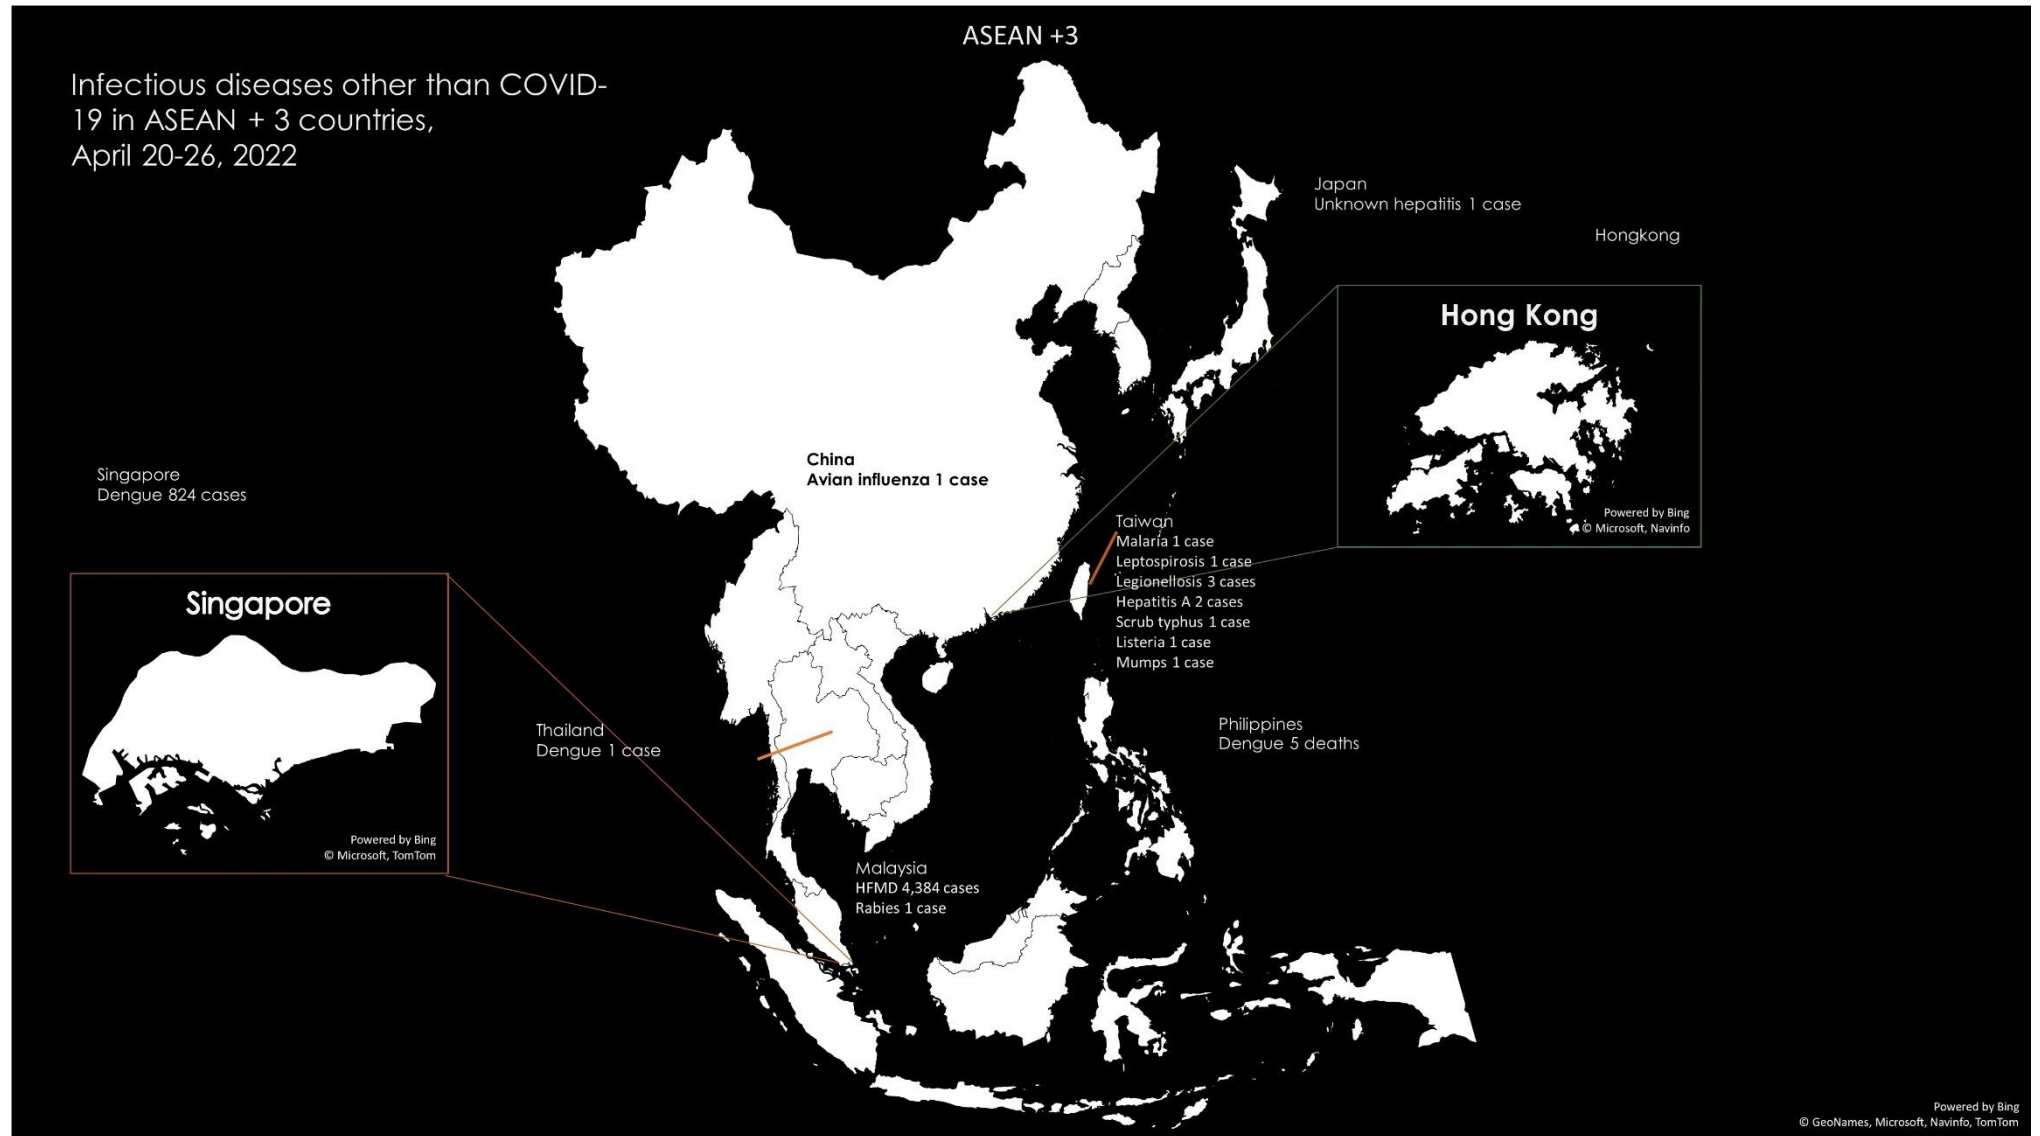 ASEAN +3
Infectious diseases other than COVID-
19 in ASEAN + 3 countries,
April 20-26, 2022
Japan
Unknown hepatitis 1 case
Hongkong
Hong Kong
Powered by Bing
© Microsoft, Navinfo
China
Avian influenza 1 case
Singapore
Dengue 824 cases
Taiwan
Malaria 1 case
Leptospirosis 1 case
Legionellosis 3 cases
Hepatitis A 2 cases
Scrub typhus 1 case
Listeria 1 case
Mumps 1 case
Singapore
Powered by Bing
© Microsoft, TomTom
Thailand
Dengue 1 case
Philippines
Dengue 5 deaths
Malaysia
HFMD 4,384 cases
Rabies 1 case
Powered by Bing
© GeoNames, Microsoft, Navinfo, TomTom